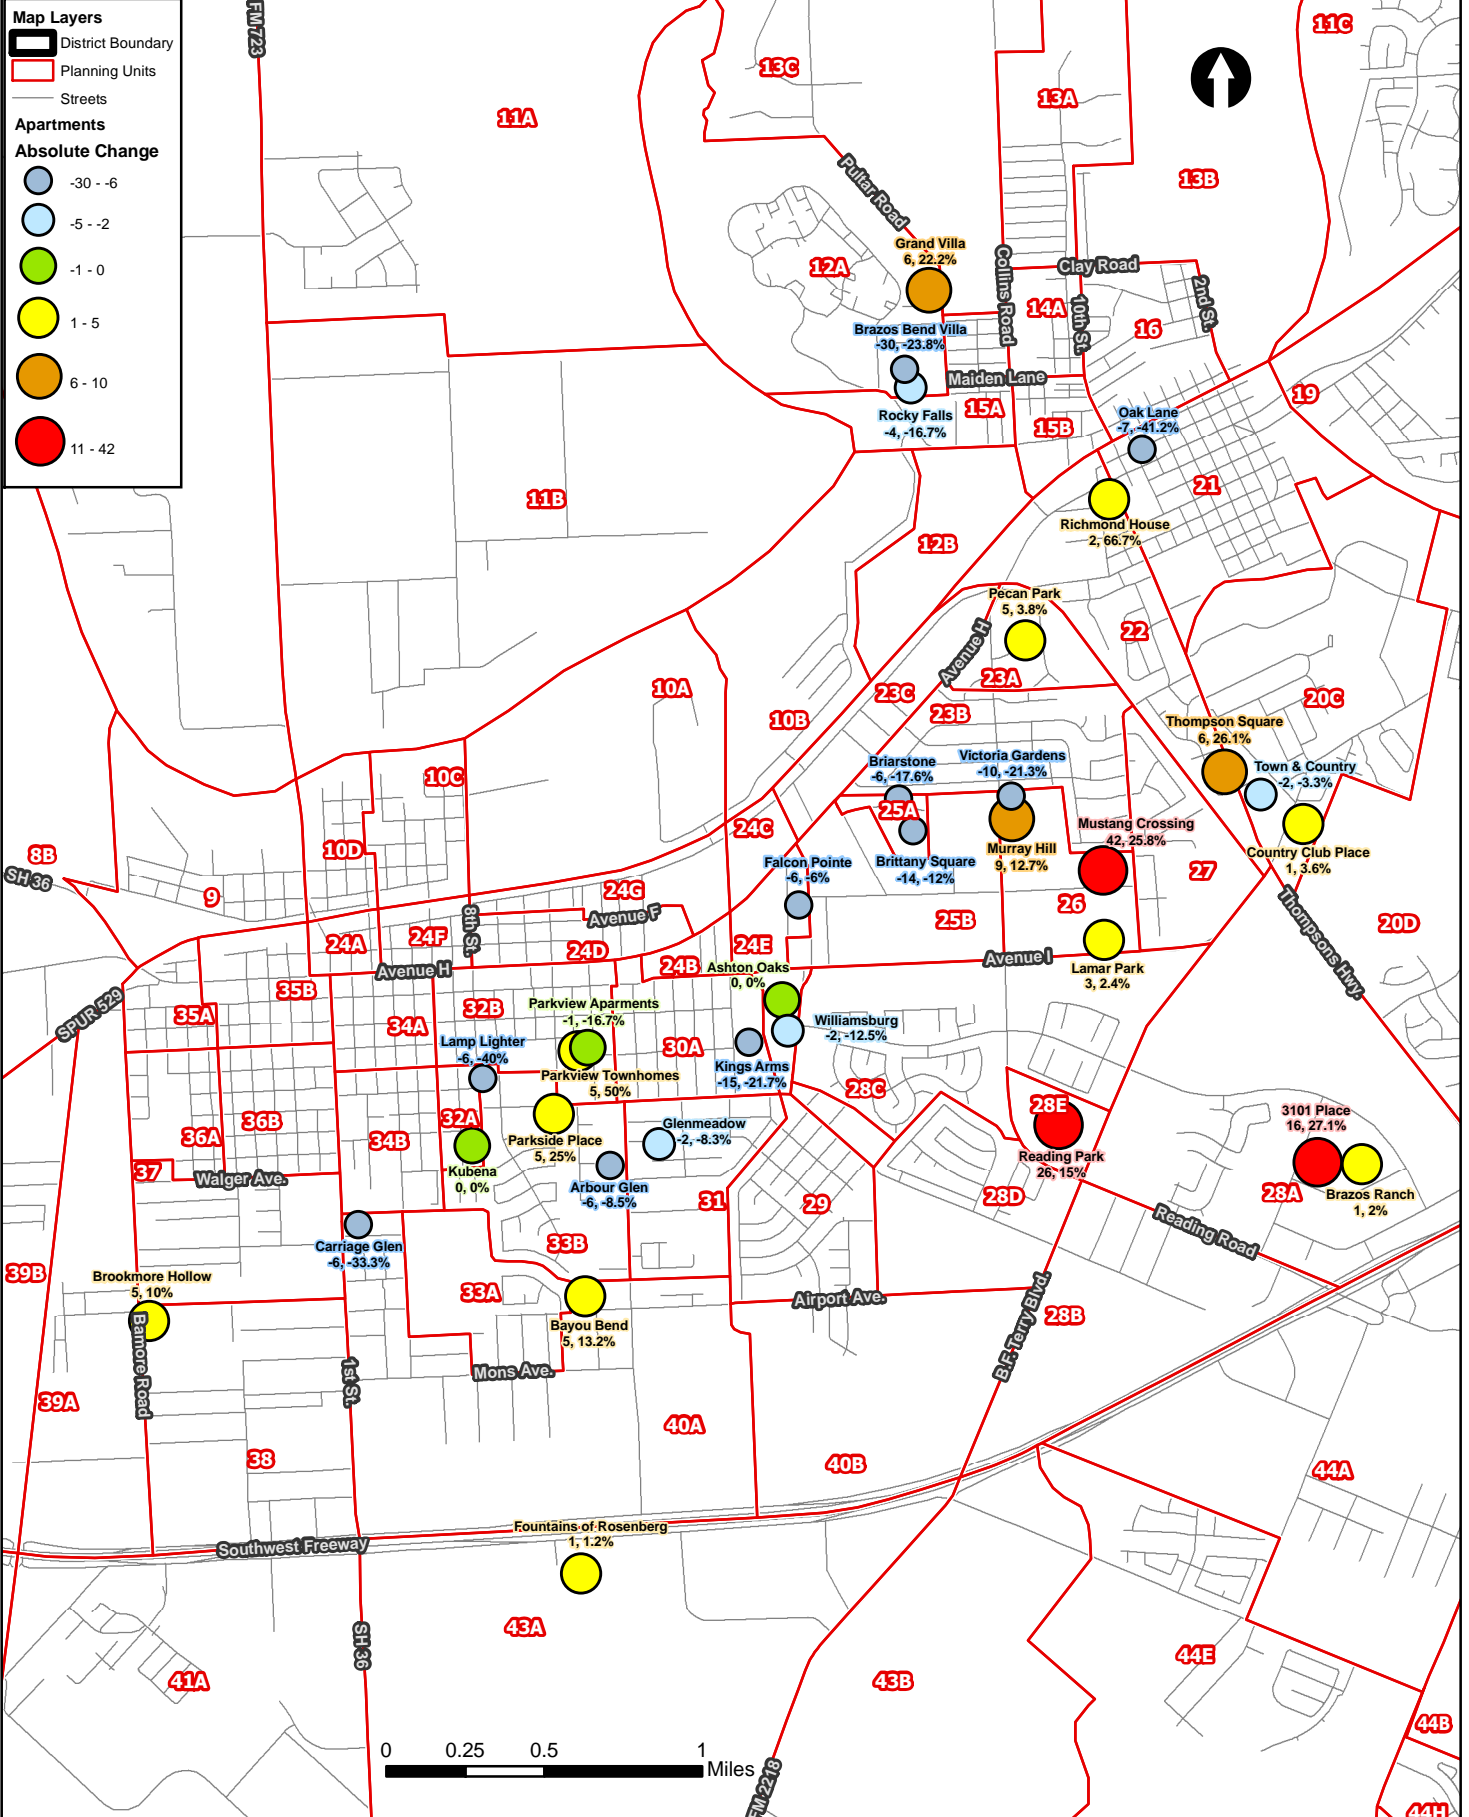 Map Layers
District Boundary
Planning Units
Streets
Apartments
Absolute Change
-30 - -6
-5 - -2
-1 - 0
1 - 5
6 - 10
11 - 42
FM 723
11A
13C
13A
11C
13B
Pultar Road
Grand Villa
6, 22.2%
12A
Collins Road
Clay Road
10th St.
2nd St.
14A
16
Brazos Bend Villa
-30, -23.8%
Maiden Lane
Rocky Falls
-4, -16.7%
15A
15B
Oak Lane
-7, -41.2%
19
21
11B
Richmond House
2, 66.7%
12B
Pecan Park
5, 3.8%
Avenue H
22
23A
10A
23C
20C
10B
23B
Thompson Square
6, 26.1%
Briarstone
-6, -17.6%
Victoria Gardens
-10, -21.3%
Town & Country
-2, -3.3%
10C
25A
24C
Mustang Crossing
42, 25.8%
10D
8B
SH 36
Falcon Pointe
-6, -6%
Brittany Square
-14, -12%
Murray Hill
9, 12.7%
Country Club Place
1, 3.6%
27
9
24G
Avenue F
26
25B
20D
8th St.
24A
24F
24D
24E
Thompsons Hwy.
Avenue H
24B
Avenue I
Ashton Oaks
0, 0%
Lamar Park
3, 2.4%
35B
SPUR 529
35A
32B
Parkview Aparments
-1, -16.7%
34A
Williamsburg
-2, -12.5%
Lamp Lighter
-6, -40%
30A
Kings Arms
-15, -21.7%
Parkview Townhomes
5, 50%
28C
28E
3101 Place
16, 27.1%
36B
32A
36A
34B
Parkside Place
5, 25%
Glenmeadow
-2, -8.3%
Reading Park
26, 15%
37
Walger Ave.
Kubena
0, 0%
Arbour Glen
-6, -8.5%
31
29
28D
28A
Brazos Ranch
1, 2%
Reading Road
Carriage Glen
-6, -33.3%
33B
39B
Brookmore Hollow
5, 10%
33A
Airport Ave.
B.F. Terry Blvd.
28B
Bayou Bend
5, 13.2%
Bamore Road
1st St.
Mons Ave.
39A
40A
38
40B
44A
Southwest Freeway
Fountains of Rosenberg
1, 1.2%
43A
SH 36
44E
41A
43B
44B
0 0.25 0.5 1
Miles
FM 2218
44H